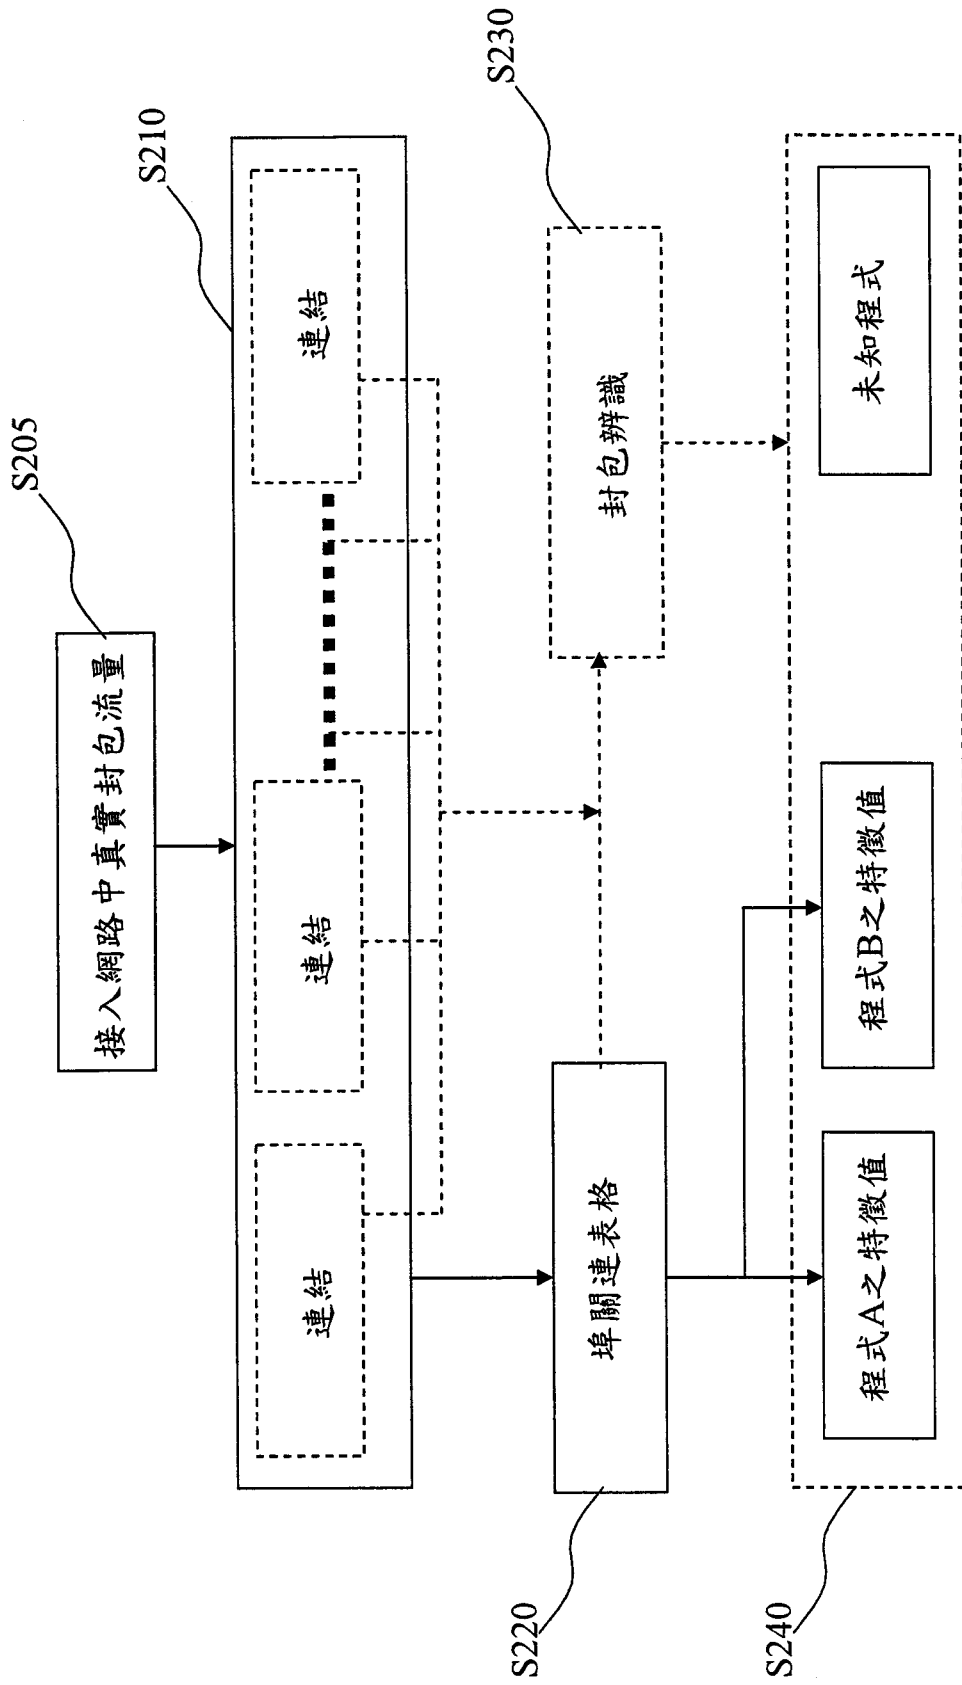 S205
接入網路中真實封包流量
S210
連結
連結
連結
S220
埠關連表格
S230
封包辨識
S240
程式A之特徵值
程式B之特徵值
未知程式